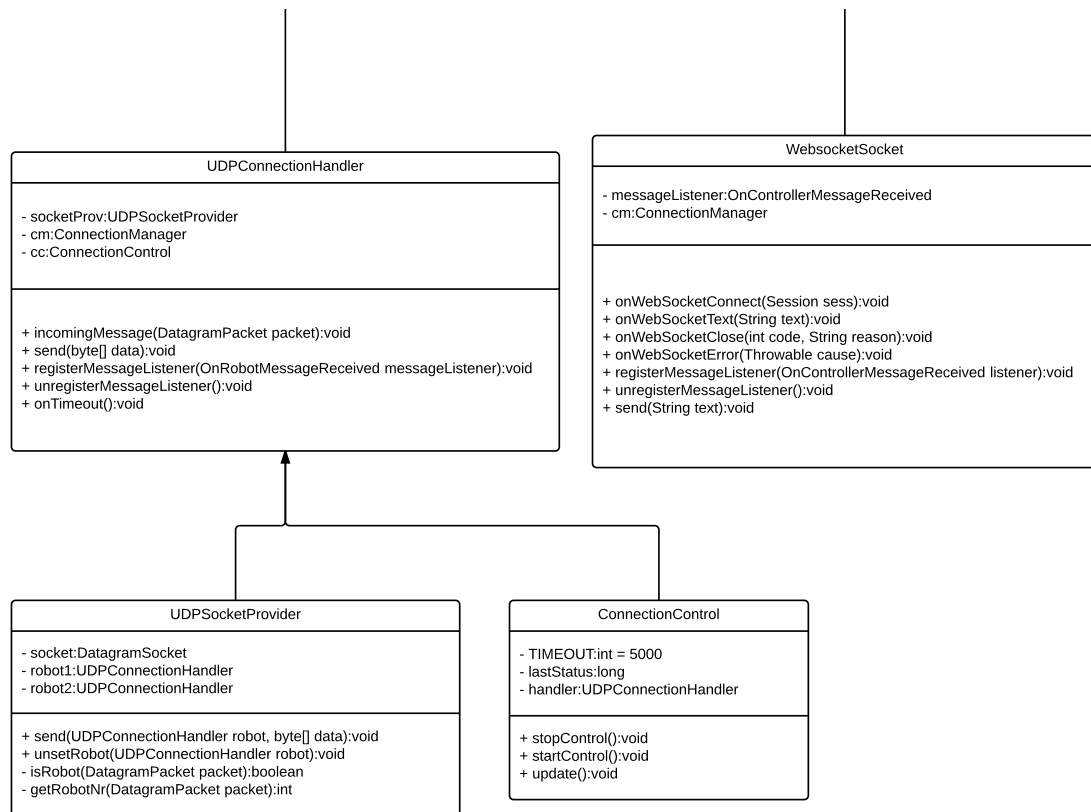 UDPConnectionHandler
- socketProv:UDPSocketProvider
- cm:ConnectionManager
- cc:ConnectionControl
+ incomingMessage(DatagramPacket packet):void
+ send(byte[] data):void
+ registerMessageListener(OnRobotMessageReceived messageListener):void
+ unregisterMessageListener():void
+ onTimeout():void
WebsocketSocket
- messageListener:OnControllerMessageReceived
- cm:ConnectionManager
+ onWebSocketConnect(Session sess):void
+ onWebSocketText(String text):void
+ onWebSocketClose(int code, String reason):void
+ onWebSocketError(Throwable cause):void
+ registerMessageListener(OnControllerMessageReceived listener):void
+ unregisterMessageListener():void
+ send(String text):void
UDPSocketProvider
- socket:DatagramSocket
- robot1:UDPConnectionHandler
- robot2:UDPConnectionHandler
+ send(UDPConnectionHandler robot, byte[] data):void
+ unsetRobot(UDPConnectionHandler robot):void
- isRobot(DatagramPacket packet):boolean
- getRobotNr(DatagramPacket packet):int
ConnectionControl
- TIMEOUT:int = 5000
- lastStatus:long
- handler:UDPConnectionHandler
+ stopControl():void
+ startControl():void
+ update():void